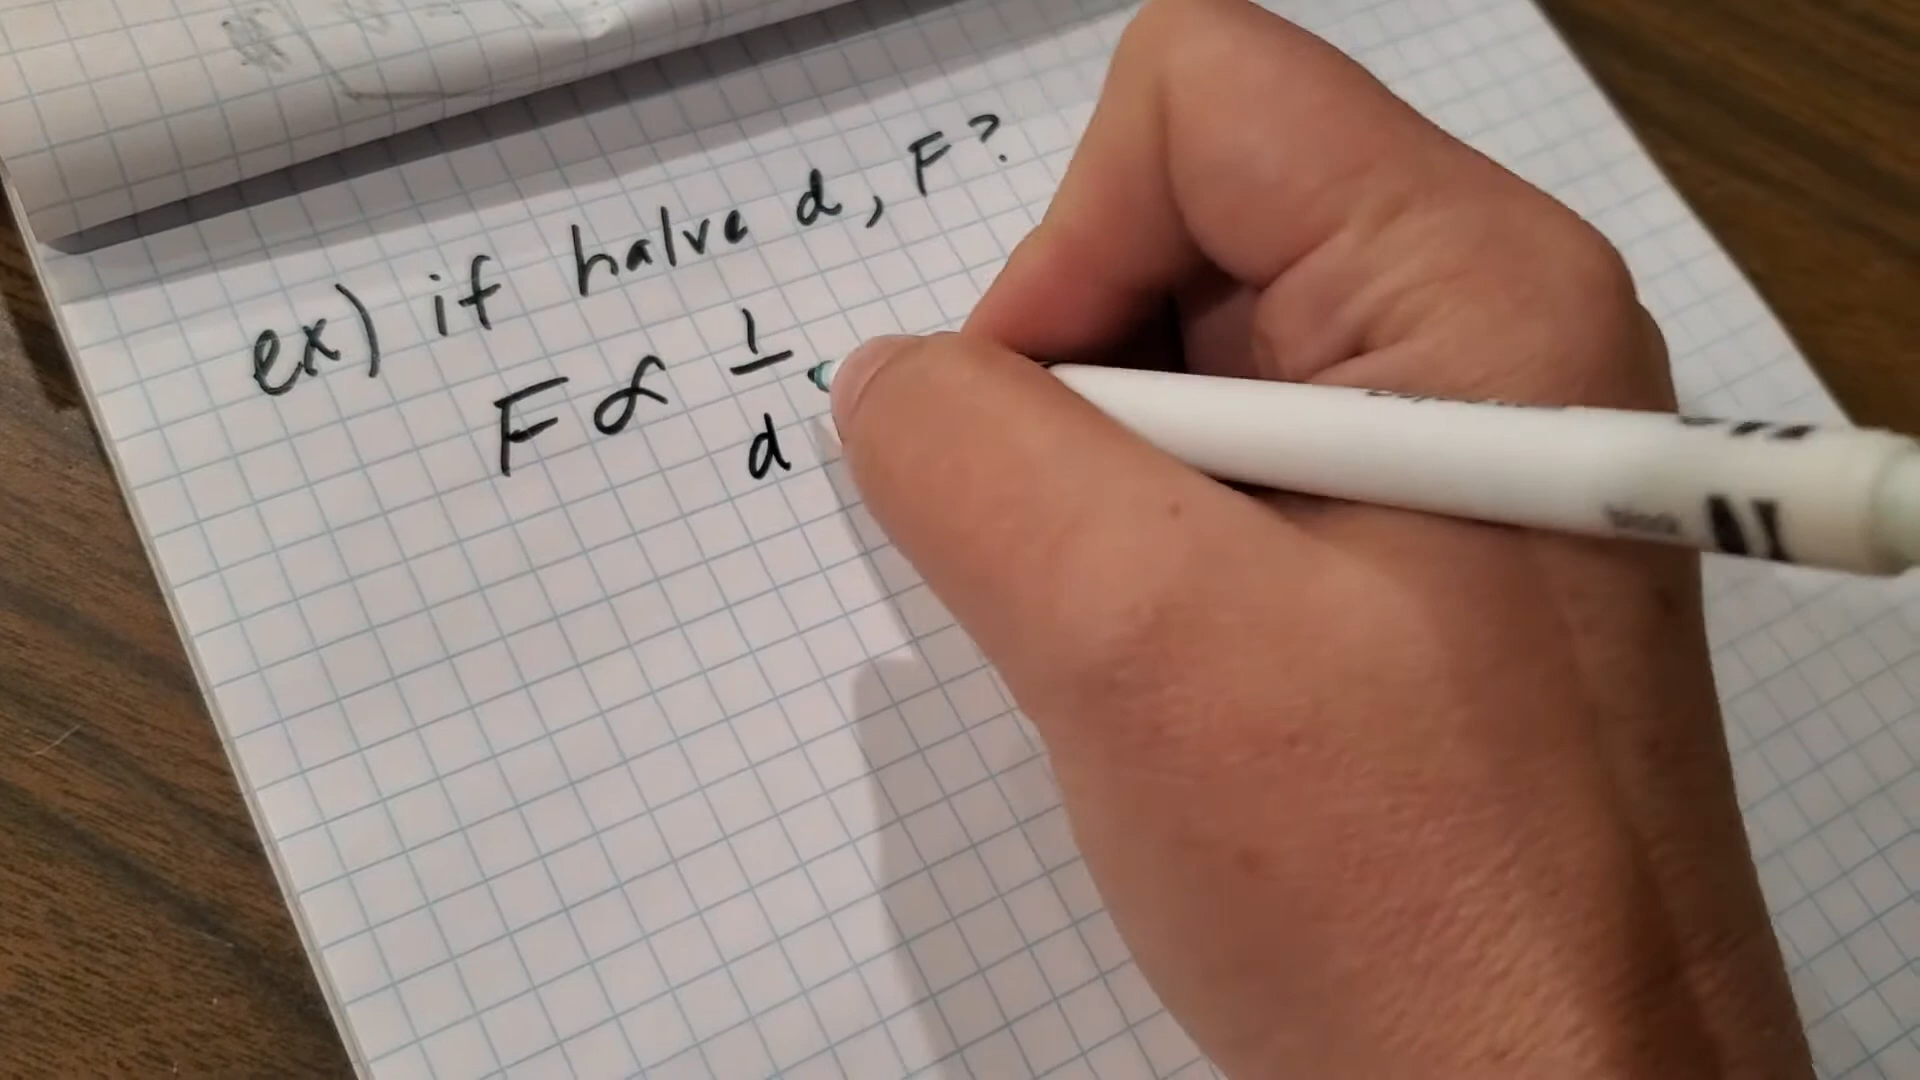 ex) if halve d, F?
F ∝ 1/d